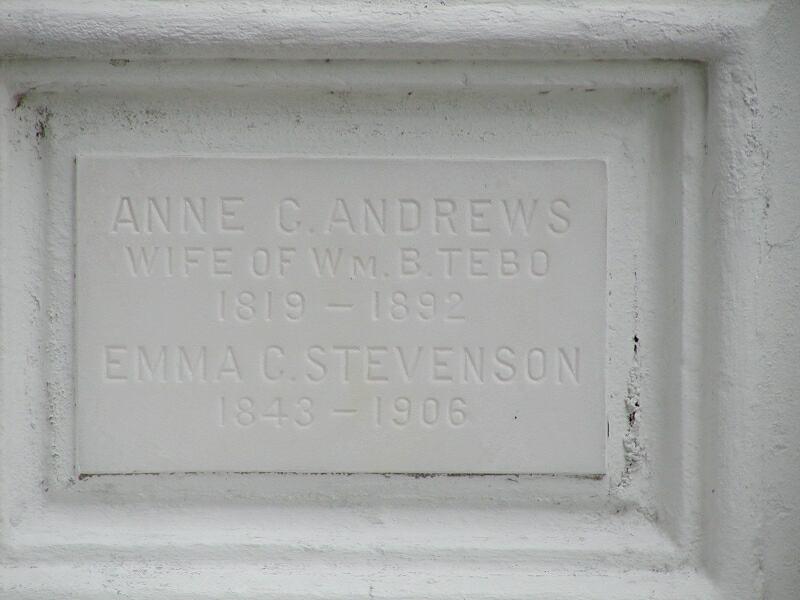 ANNE C. ANDREWS
WIFE OF WM. B. TEBO
1819 – 1892
EMMA C. STEVENSON
1843 – 1906